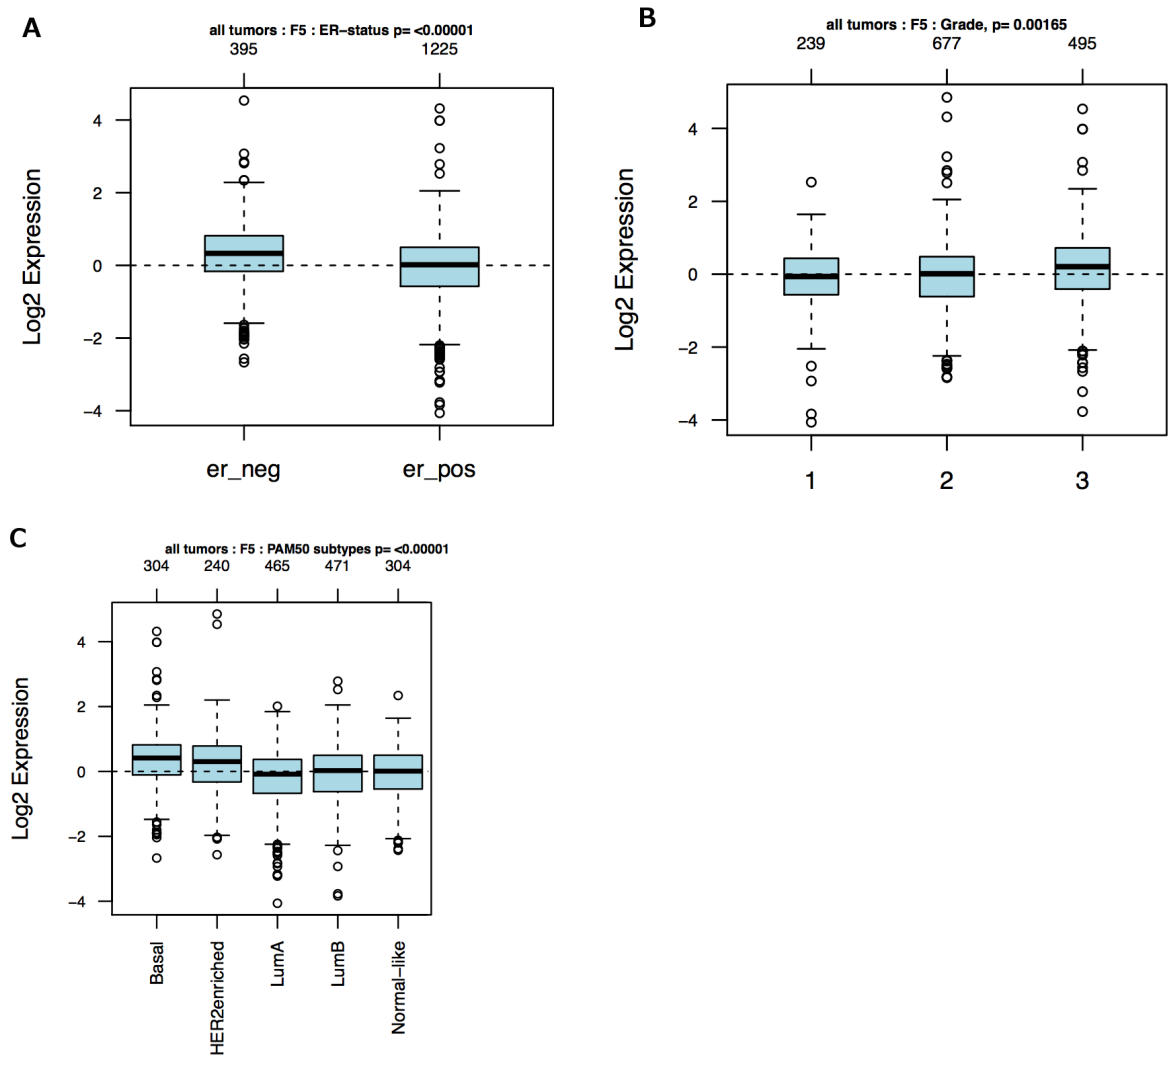 A
all tumors : F5 : ER−status p= <0.00001
395 1225
4
2
0
−2
−4
Log2 Expression
er_neg er_pos
B
all tumors : F5 : Grade, p= 0.00165
239 677 495
4
2
0
−2
−4
Log2 Expression
1 2 3
C
all tumors : F5 : PAM50 subtypes p= <0.00001
304 240 465 471 304
4
2
0
−2
−4
Log2 Expression
Basal
HER2enriched
LumA
LumB
Normal−like